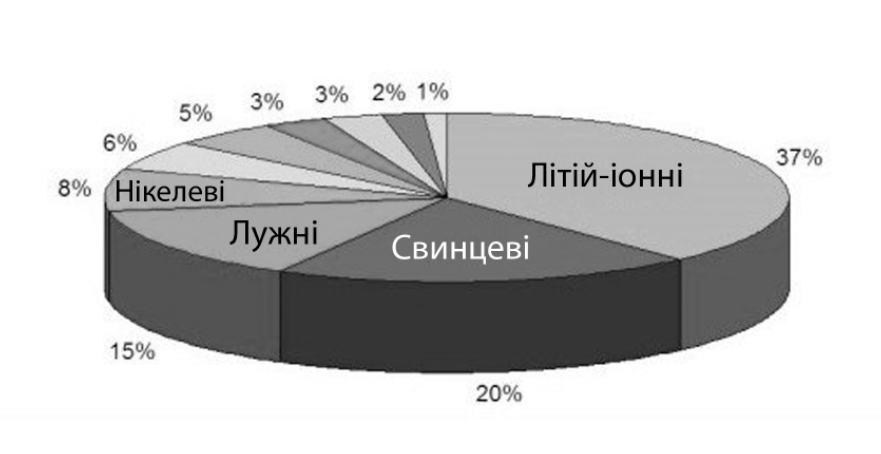 1%
2%
3%
3%
5%
6%
37%
8%
Літій-іонні
Нікелеві
Лужні
Свинцеві
15%
20%